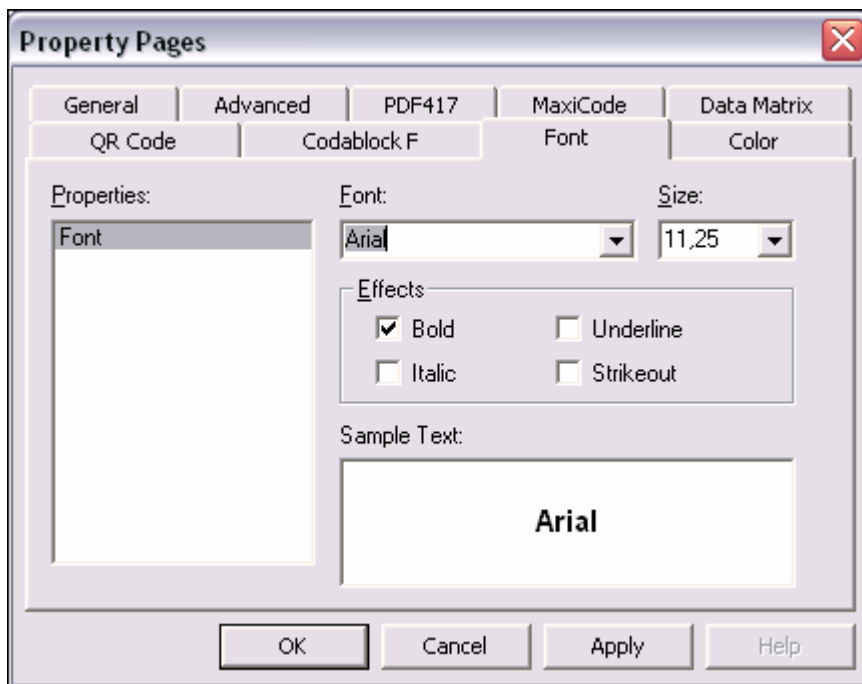 Property Pages
General Advanced PDF417 MaxiCode Data Matrix
QR Code Codablock F Font Color
Properties: Font: Size:
Font Arial 11,25
Effects
Bold Underline
Italic Strikeout
Sample Text:
Arial
OK Cancel Apply Help